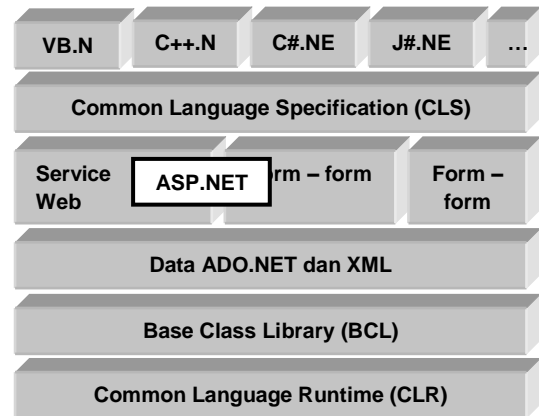 VB.N C++.N C#.NE J#.NE ...
Common Language Specification (CLS)
Service ASP.NET rm – form Form –
Web form
Data ADO.NET dan XML
Base Class Library (BCL)
Common Language Runtime (CLR)